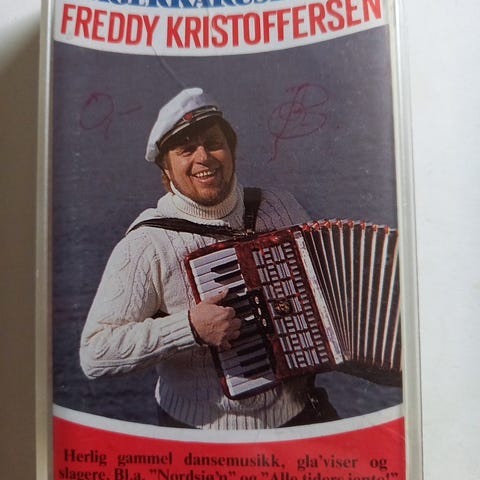 FREDDY KRISTOFFERSEN
Herlig gammel dansemusikk, gla'viser og
slagere. Bl.a. "Nordsjø'n" og "Alle tiders jente!"